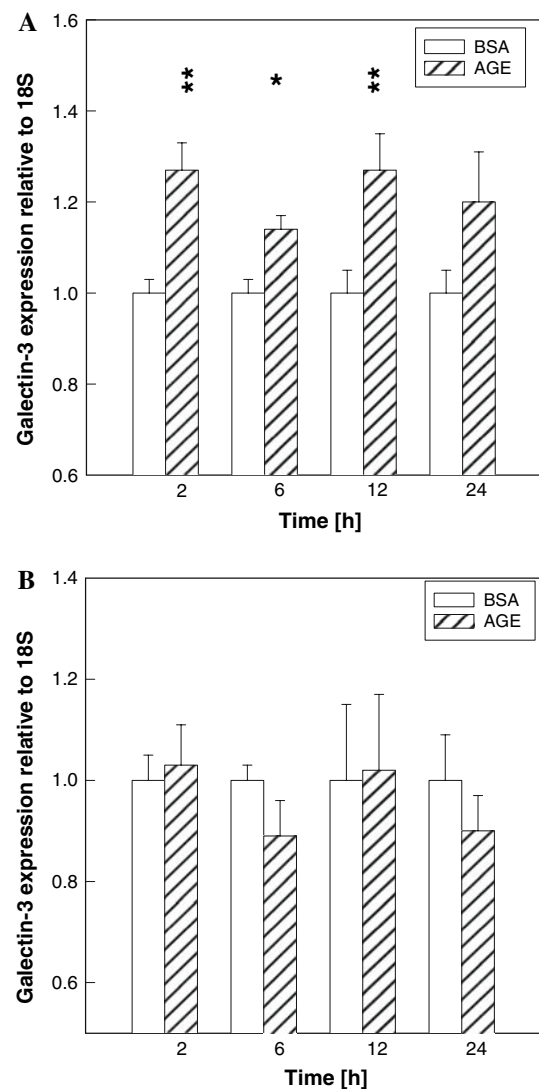 A
Galectin-3 expression relative to 18S
1.6
1.4
1.2
1.0
0.8
0.6
BSA
AGE
** * **
2 6 12 24
Time [h]
B
Galectin-3 expression relative to 18S
1.4
1.2
1.0
0.8
0.6
BSA
AGE
2 6 12 24
Time [h]